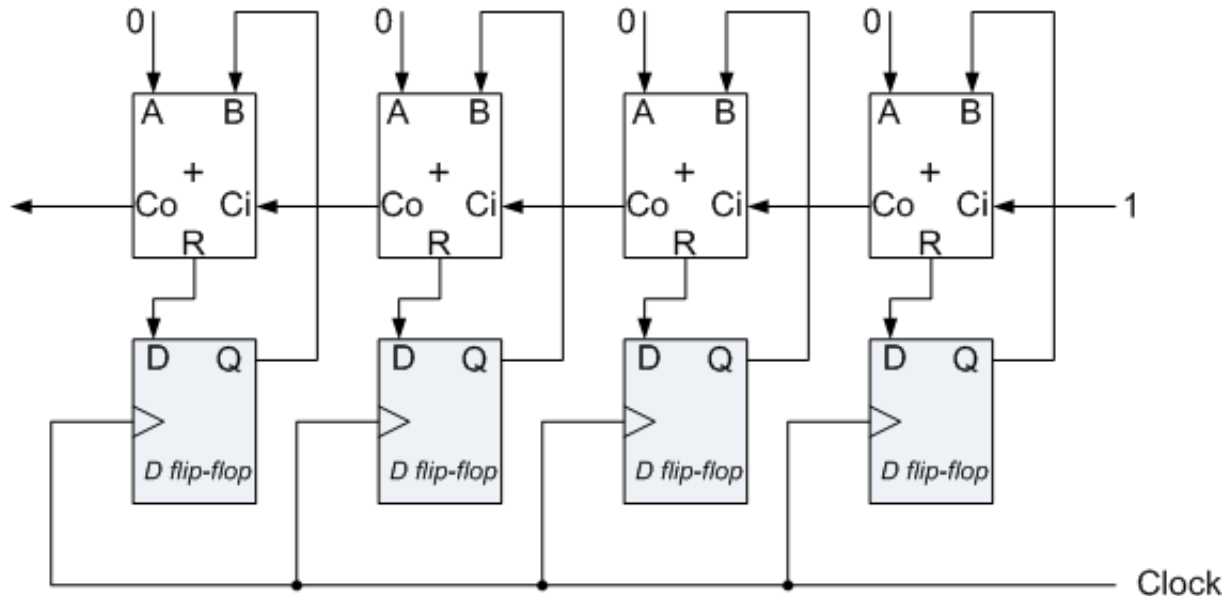 0 0 0 0
A B A B A B A B
+ + + +
Co Ci Co Ci Co Ci Co Ci 1
R R R R
D Q D Q D Q D Q
D flip-flop D flip-flop D flip-flop D flip-flop
Clock